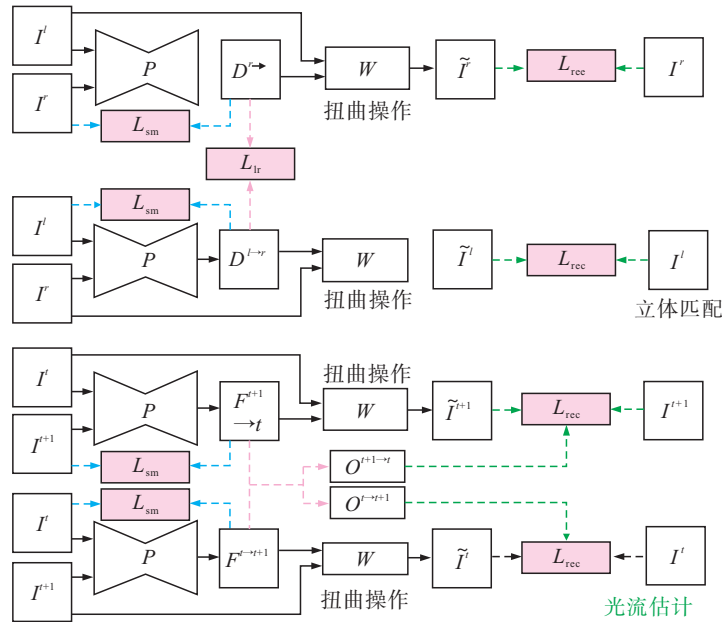 I^l
P
D^r→
W
Ĩ^r
L_rec
I^r
I^r
L_sm
扭曲操作
L_lr
I^l
L_sm
P
D^{l→r}
W
Ĩ^l
L_rec
I^l
I^r
扭曲操作
立体匹配
I^t
P
F^{t+1}
→t
扭曲操作
W
Ĩ^{t+1}
L_rec
I^{t+1}
I^{t+1}
L_sm
O^{t+1→t}
I^t
L_sm
O^{t→t+1}
P
F^{t→t+1}
W
Ĩ^t
L_rec
I^t
I^{t+1}
扭曲操作
光流估计